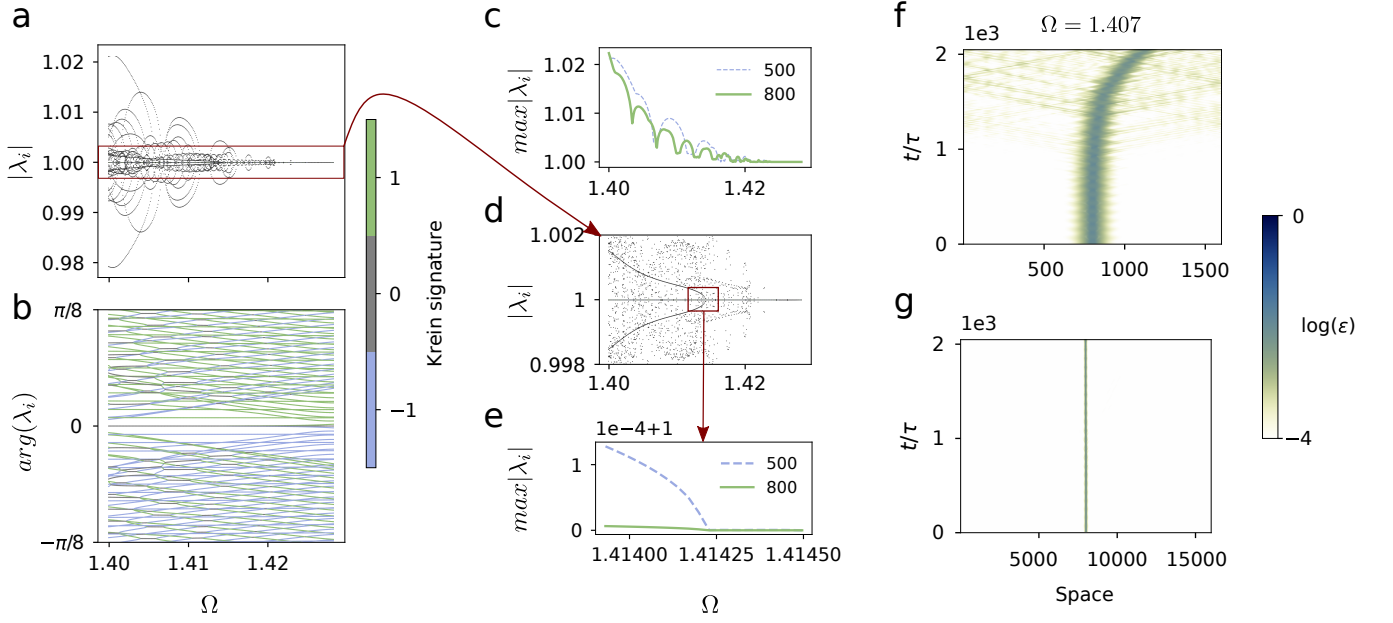 a
1.02
1.01
1.00
0.99
0.98
|λᵢ|
b
π/8
0
−π/8
arg(λᵢ)
1.40
1.41
1.42
Ω
1
0
−1
Krein signature
c
1.02
1.01
1.00
max|λᵢ|
500
800
1.40
1.42
d
1.002
1
0.998
|λᵢ|
1.40
1.42
e
1e−4+1
1
0
max|λᵢ|
500
800
1.41400
1.41425
1.41450
Ω
f
Ω = 1.407
1e3
2
1
0
t/τ
500
1000
1500
g
1e3
2
1
0
t/τ
5000
10000
15000
Space
0
−4
log(ε)